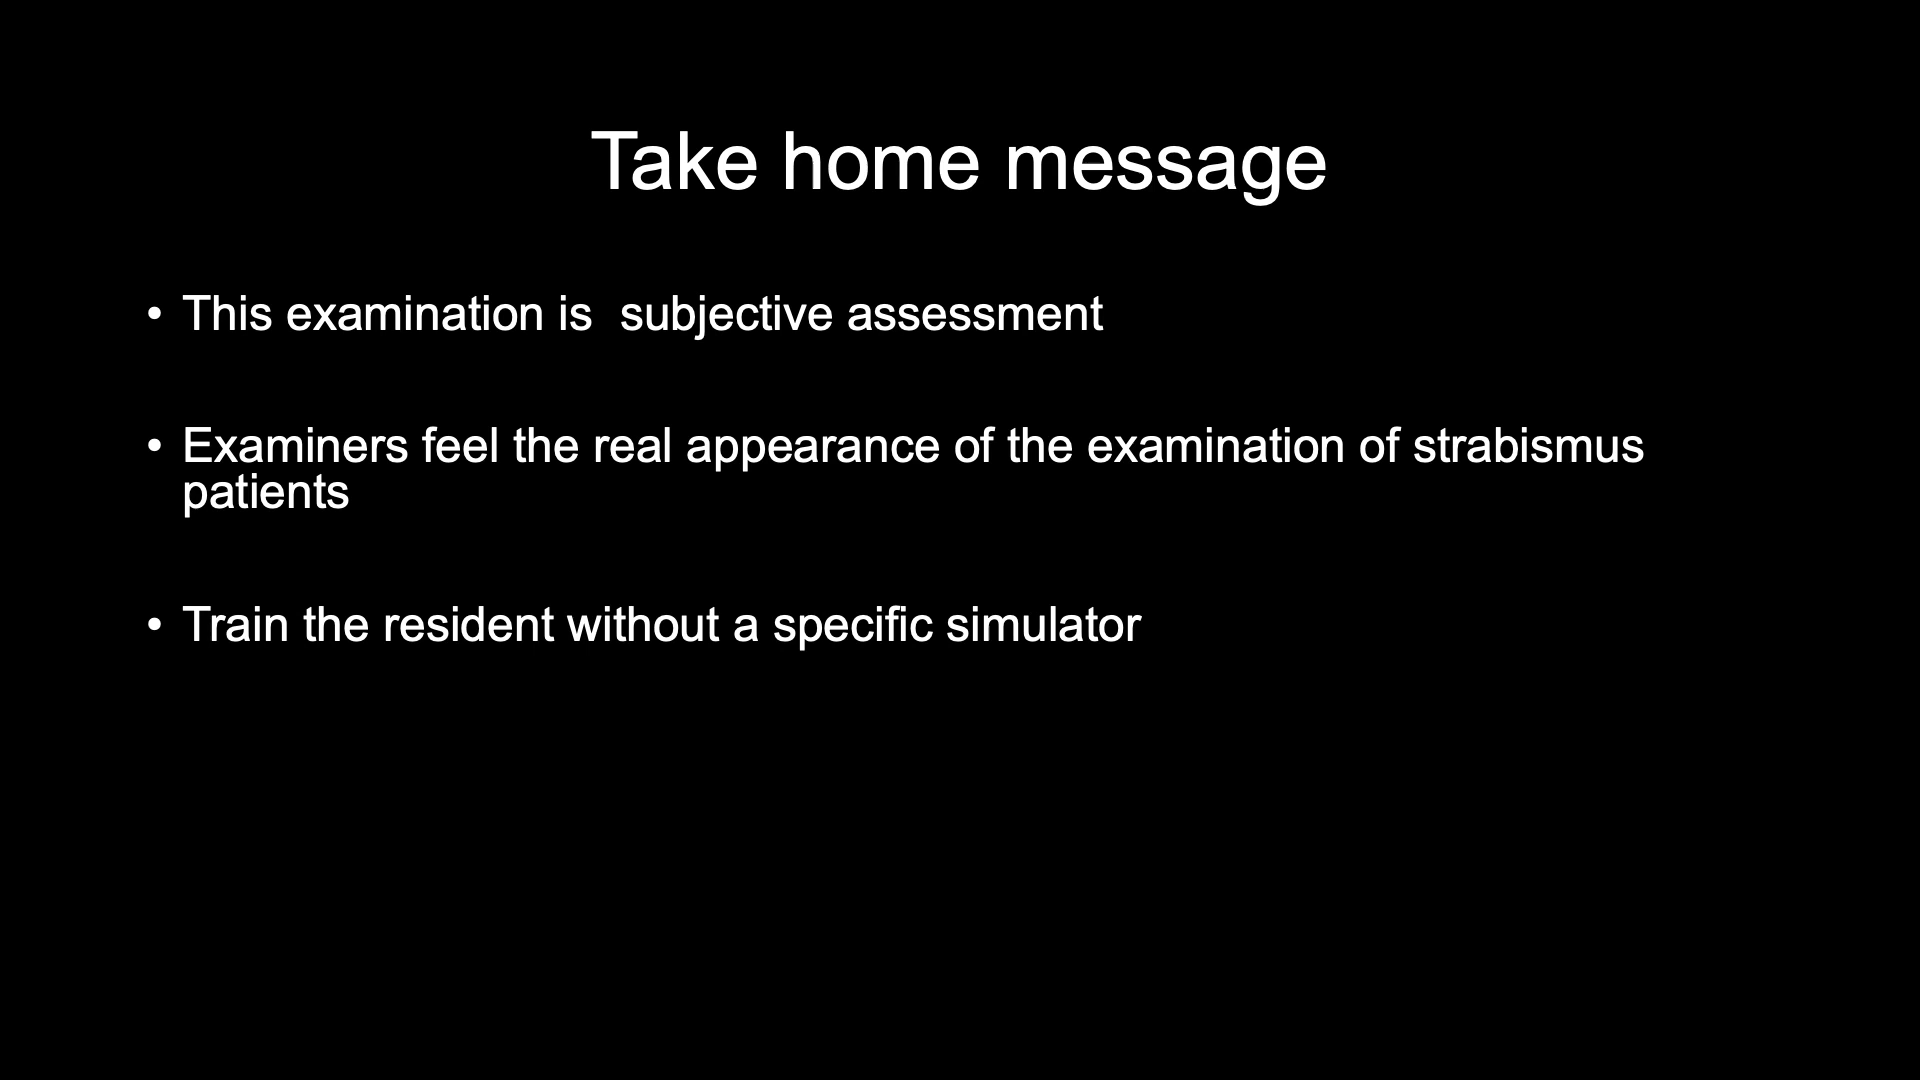 Take home message
• This examination is  subjective assessment
• Examiners feel the real appearance of the examination of strabismus
patients
• Train the resident without a specific simulator